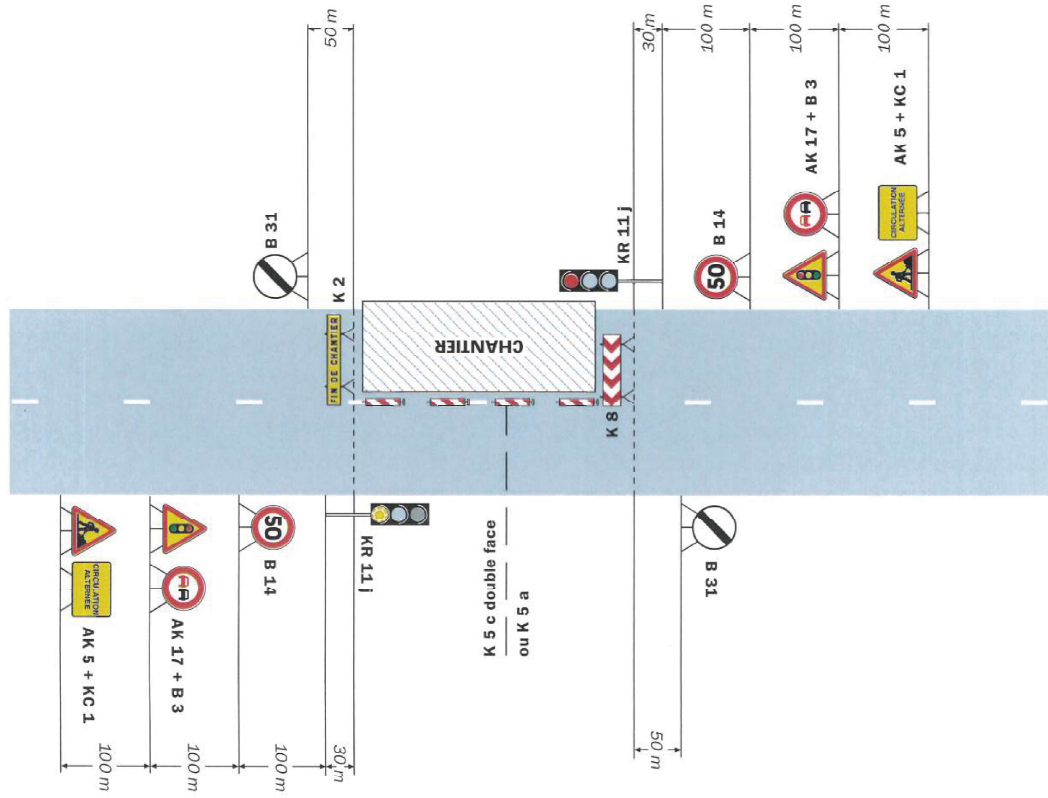 50 m
30 m
100 m
100 m
100 m
B 31
K 2
FIN DE CHANTIER
CHANTIER
K 8
KR 11 j
50
B 14
AK 17 + B 3
CIRCULATION
ALTERNÉE
AK 5 + KC 1
CIRCULATION
ALTERNÉE
AK 5 + KC 1
AK 17 + B 3
50
B 14
KR 11 j
K 5 c double face
ou K 5 a
B 31
100 m
100 m
100 m
30 m
50 m